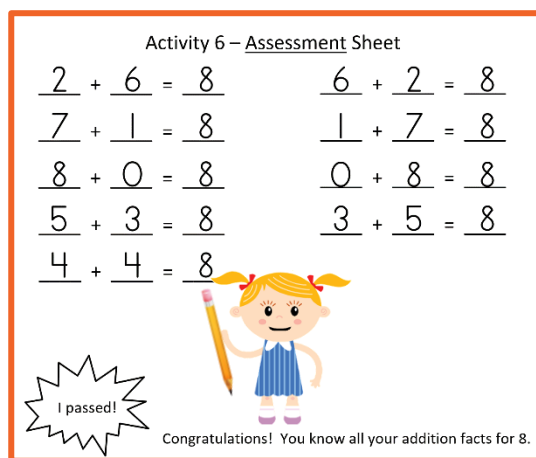 Activity 6 – Assessment Sheet
2 + 6 = 8 6 + 2 = 8
7 + 1 = 8 1 + 7 = 8
8 + 0 = 8 0 + 8 = 8
5 + 3 = 8 3 + 5 = 8
4 + 4 = 8
I passed!
Congratulations! You know all your addition facts for 8.